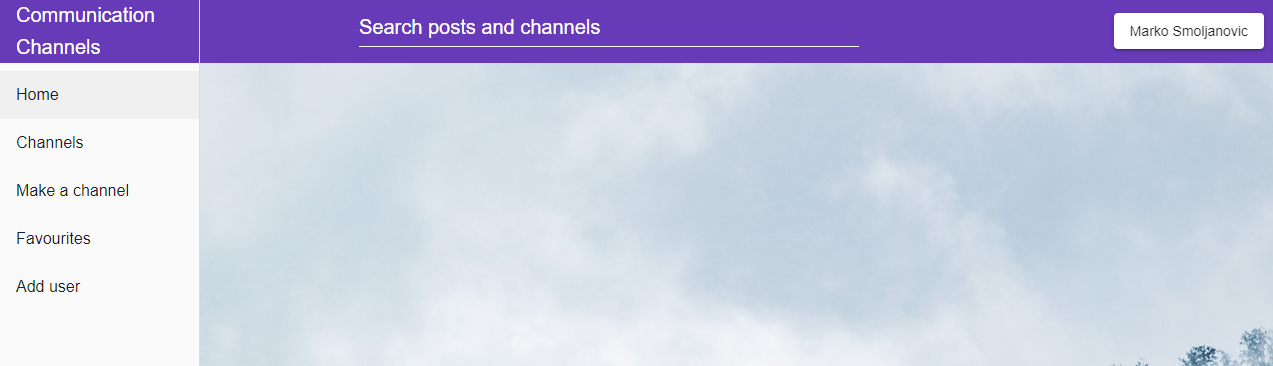 Communication
Channels
Search posts and channels
Marko Smoljanovic
Home
Channels
Make a channel
Favourites
Add user